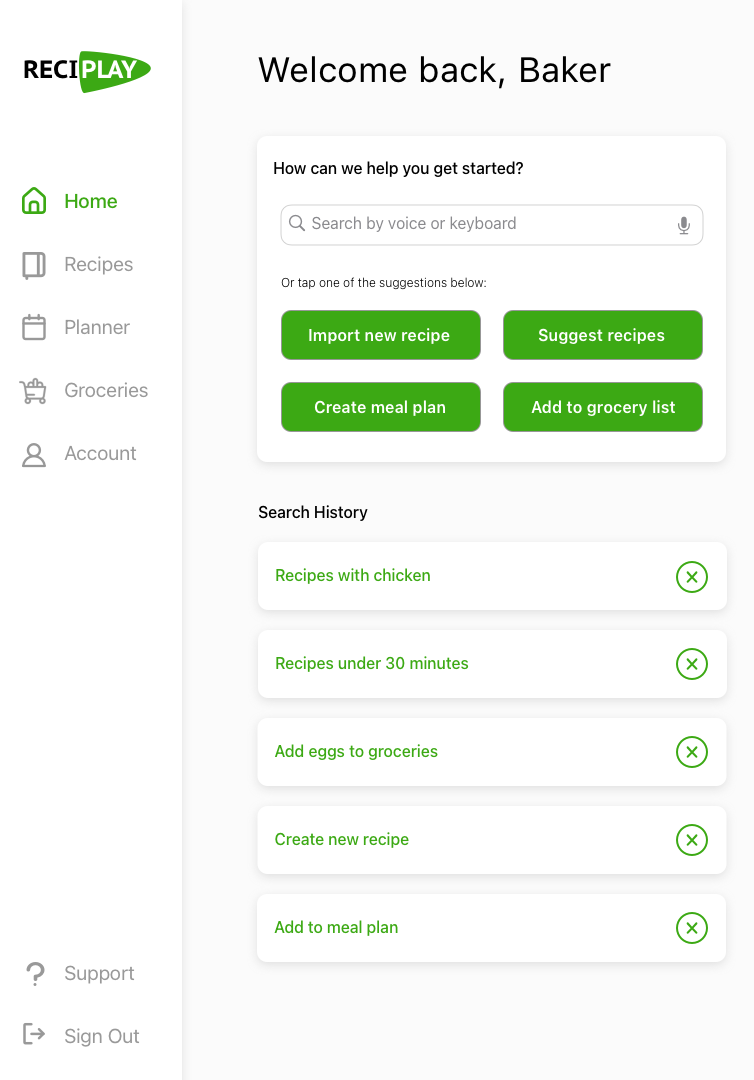 RECIPLAY
Welcome back, Baker
How can we help you get started?
Home
Search by voice or keyboard
Recipes
Or tap one of the suggestions below:
Planner
Import new recipe
Suggest recipes
Groceries
Create meal plan
Add to grocery list
Account
Search History
Recipes with chicken
Recipes under 30 minutes
Add eggs to groceries
Create new recipe
Add to meal plan
Support
Sign Out